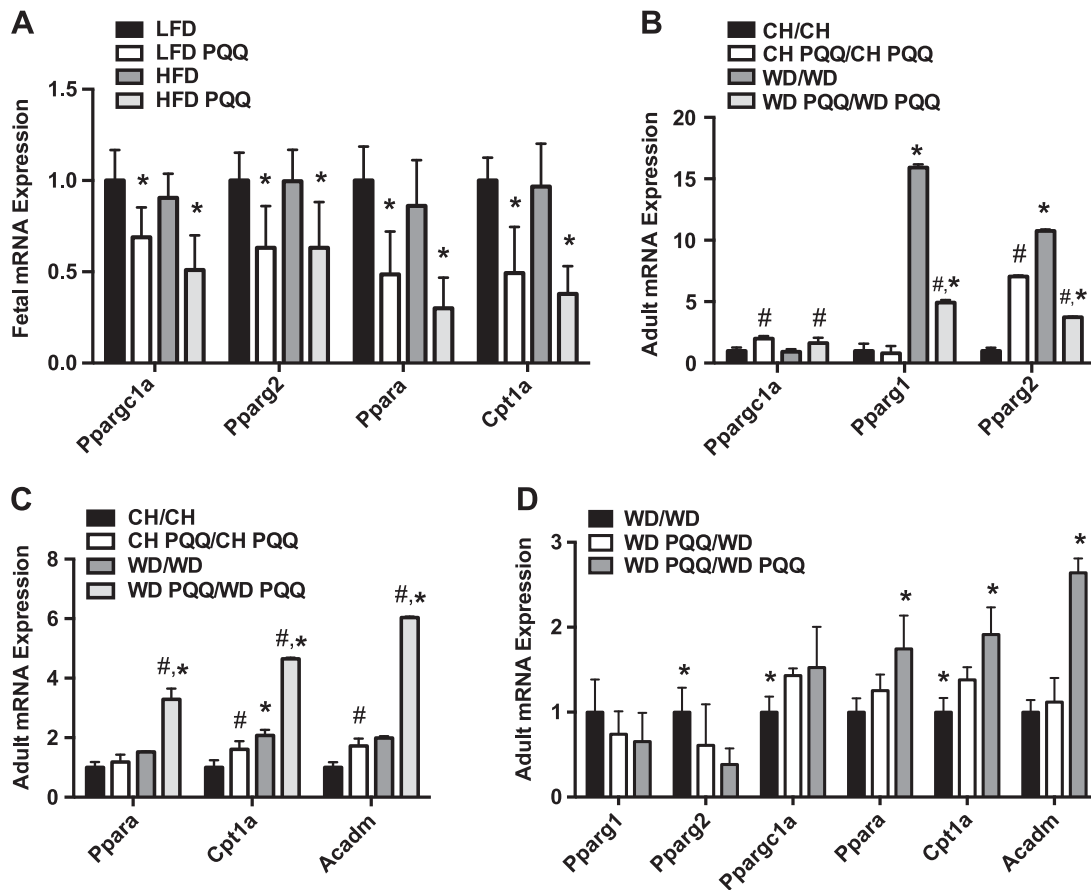 A
LFD
LFD PQQ
HFD
HFD PQQ
Fetal mRNA Expression
1.5
1.0
0.5
0.0
* * * * * * * *
Ppargc1a Pparg2 Ppara Cpt1a
B
CH/CH
CH PQQ/CH PQQ
WD/WD
WD PQQ/WD PQQ
Adult mRNA Expression
20
15
10
5
0
# # * #,* # * #,*
Ppargc1a Pparg1 Pparg2
C
CH/CH
CH PQQ/CH PQQ
WD/WD
WD PQQ/WD PQQ
Adult mRNA Expression
8
6
4
2
0
#,* # * #,* # #,*
Ppara Cpt1a Acadm
D
WD/WD
WD PQQ/WD
WD PQQ/WD PQQ
Adult mRNA Expression
3
2
1
0
* * * * * *
Pparg1 Pparg2 Ppargc1a Ppara Cpt1a Acadm